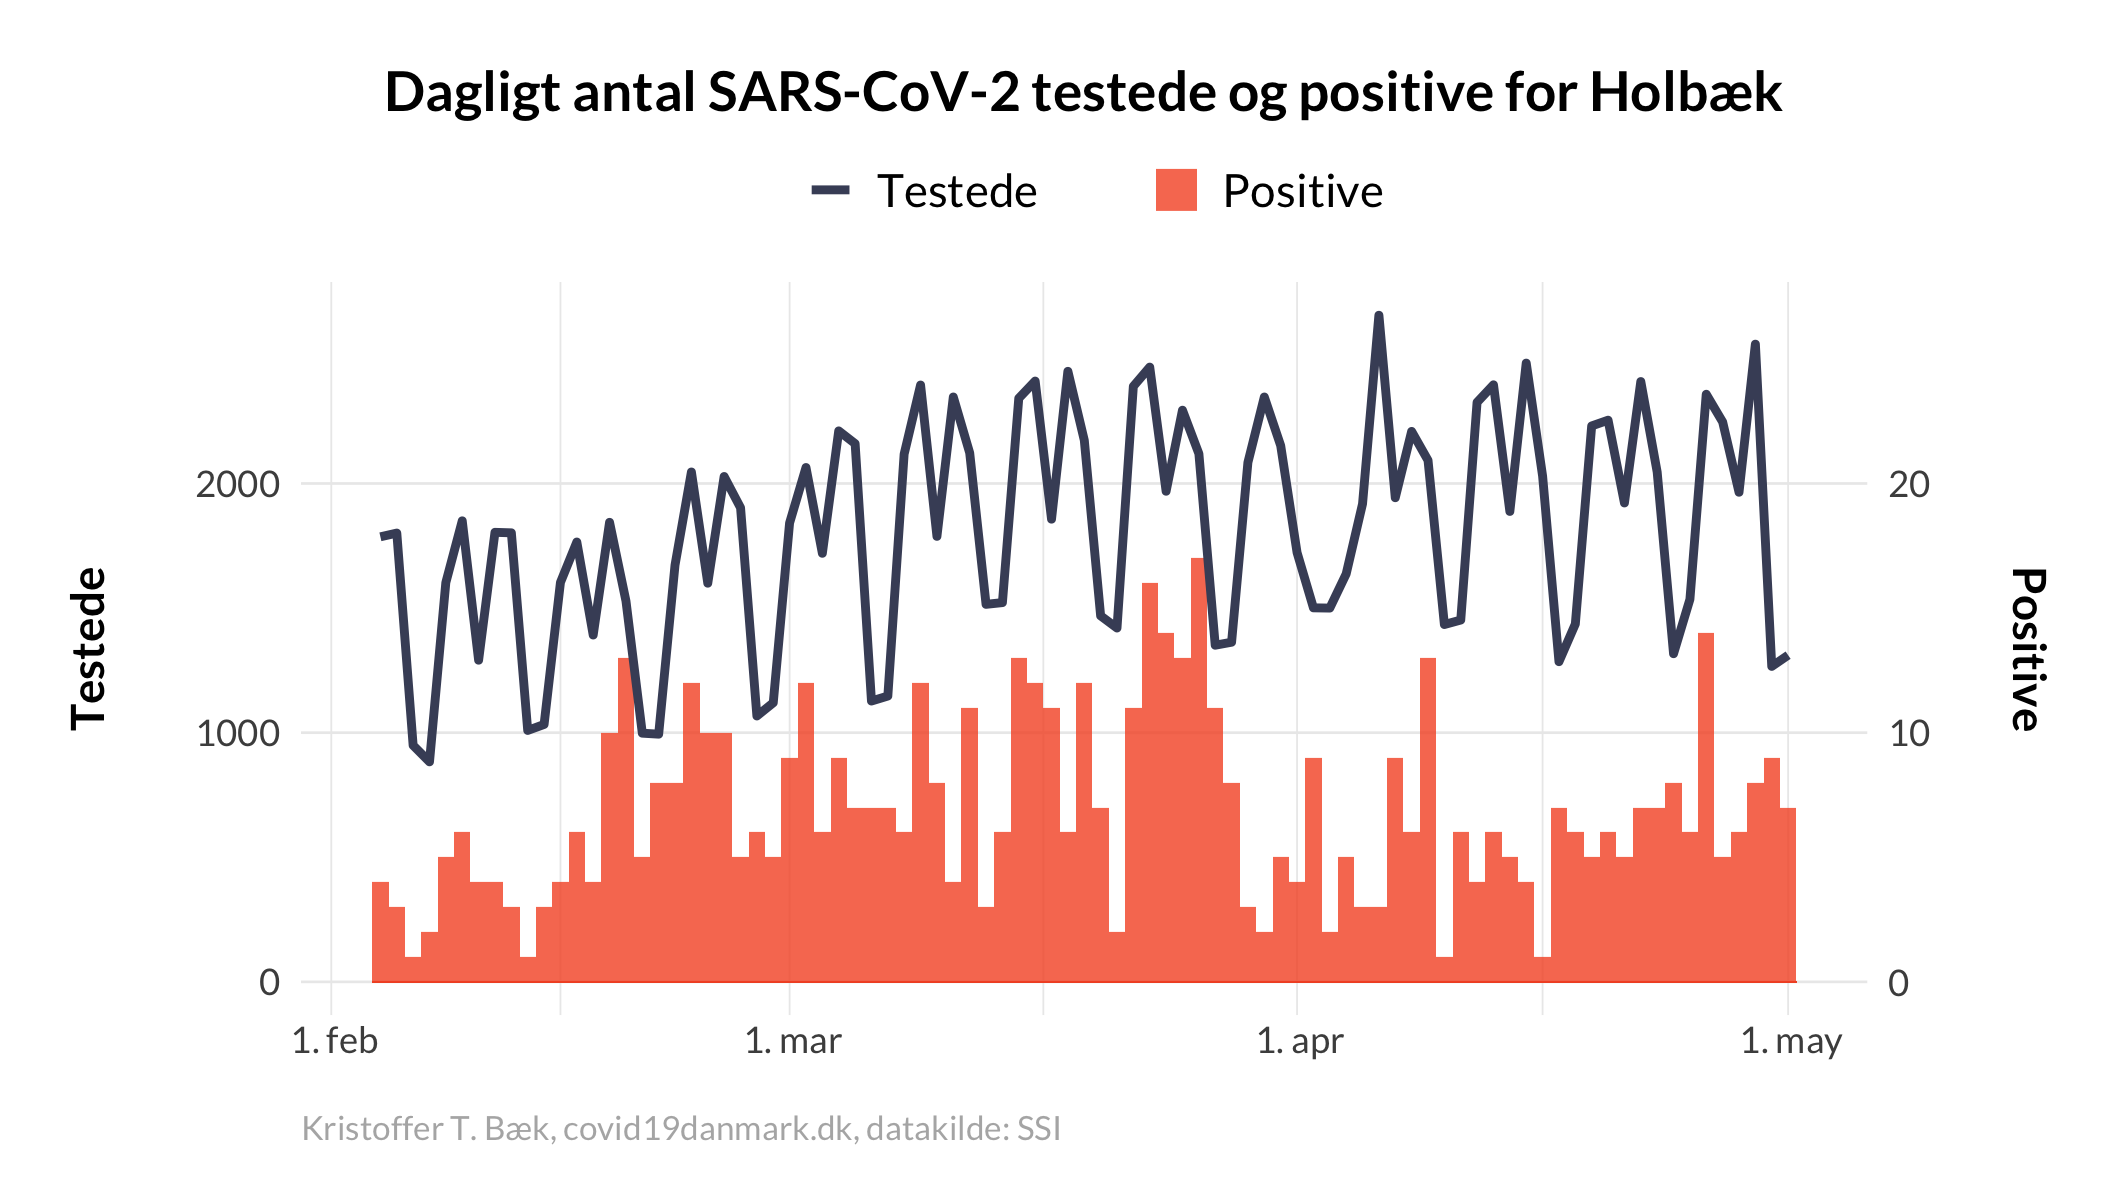 Dagligt antal SARS-CoV-2 testede og positive for Holbæk
Testede
Positive
2000
1000
0
Testede
20
10
0
Positive
1. feb
1. mar
1. apr
1. may
Kristoffer T. Bæk, covid19danmark.dk, datakilde: SSI